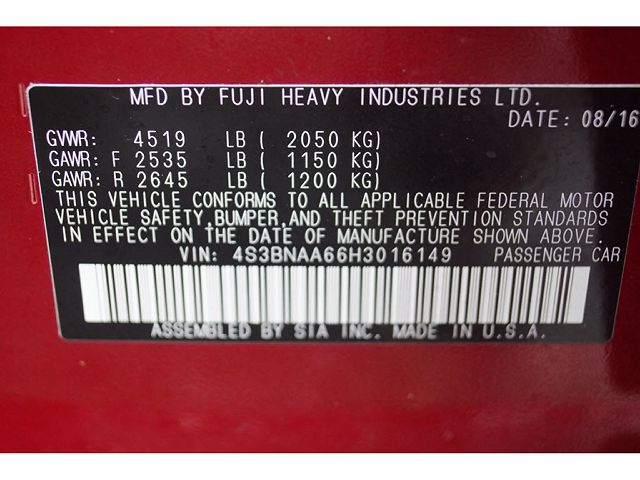 MFD BY FUJI HEAVY INDUSTRIES LTD.
DATE: 08/16
GVWR: 4519 LB ( 2050 KG)
GAWR: F 2535 LB ( 1150 KG)
GAWR: R 2645 LB ( 1200 KG)
THIS VEHICLE CONFORMS TO ALL APPLICABLE FEDERAL MOTOR
VEHICLE SAFETY,BUMPER,AND THEFT PREVENTION STANDARDS
IN EFFECT ON THE DATE OF MANUFACTURE SHOWN ABOVE.
VIN: 4S3BNAA66H3016149 PASSENGER CAR
ASSEMBLED BY SIA INC. MADE IN U.S.A.